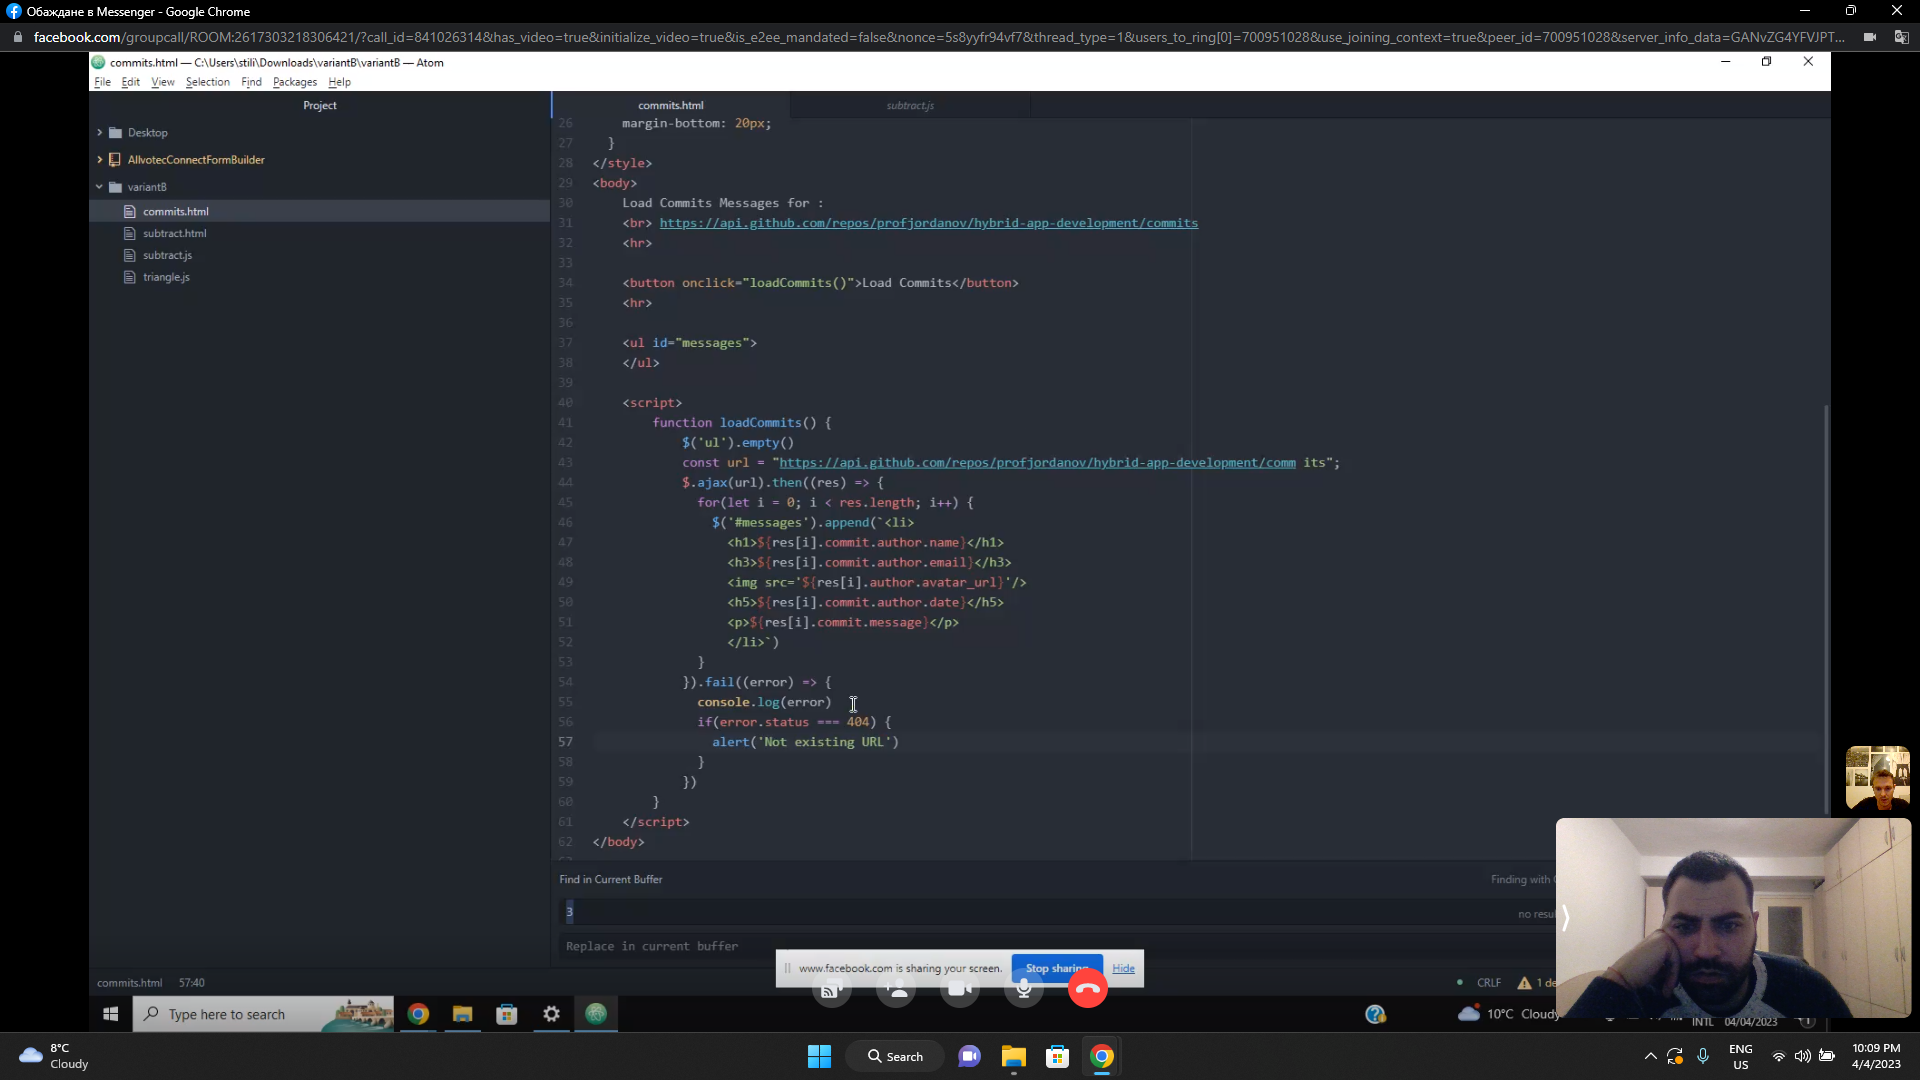 Обаждане в Messenger - Google Chrome
facebook.com/groupcall/ROOM:2617303218306421/?call_id=841026314&has_video=true&initialize_video=true&is_e2ee_mandated=false&nonce=5s8yyfr94vf7&thread_type=1&users_to_ring[0]=700951028&use_joining_context=true&peer_id=700951028&server_info_data=GANvZG4YFVJPT...
commits.html — C:\Users\stili\Downloads\variantB\variantB — Atom
File Edit View Selection Find Packages Help
Project
commits.html
subtract.js
Desktop
AllvotecConnectFormBuilder
variantB
commits.html
subtract.html
subtract.js
triangle.js
26 margin-bottom: 20px;
27 }
28 </style>
29 <body>
30 Load Commits Messages for :
31 <br> https://api.github.com/repos/profjordanov/hybrid-app-development/commits
32 <hr>
33
34 <button onclick="loadCommits()">Load Commits</button>
35 <hr>
36
37 <ul id="messages">
38 </ul>
39
40 <script>
41 function loadCommits() {
42 $('ul').empty()
43 const url = "https://api.github.com/repos/profjordanov/hybrid-app-development/comm its";
44 $.ajax(url).then((res) => {
45 for(let i = 0; i < res.length; i++) {
46 $('#messages').append(`<li>
47 <h1>${res[i].commit.author.name}</h1>
48 <h3>${res[i].commit.author.email}</h3>
49 <img src='${res[i].author.avatar_url}'/>
50 <h5>${res[i].commit.author.date}</h5>
51 <p>${res[i].commit.message}</p>
52 </li>`)
53 }
54 }).fail((error) => {
55 console.log(error)
56 if(error.status === 404) {
57 alert('Not existing URL')
58 }
59 })
60 }
61 </script>
62 </body>
Find in Current Buffer
Finding with
3
no resu
Replace in current buffer
www.facebook.com is sharing your screen.
Stop sharing
Hide
commits.html 57:40
CRLF
1 de
Type here to search
10°C Cloudy
INTL 04/04/2023
8°C
Cloudy
Search
ENG
US
10:09 PM
4/4/2023